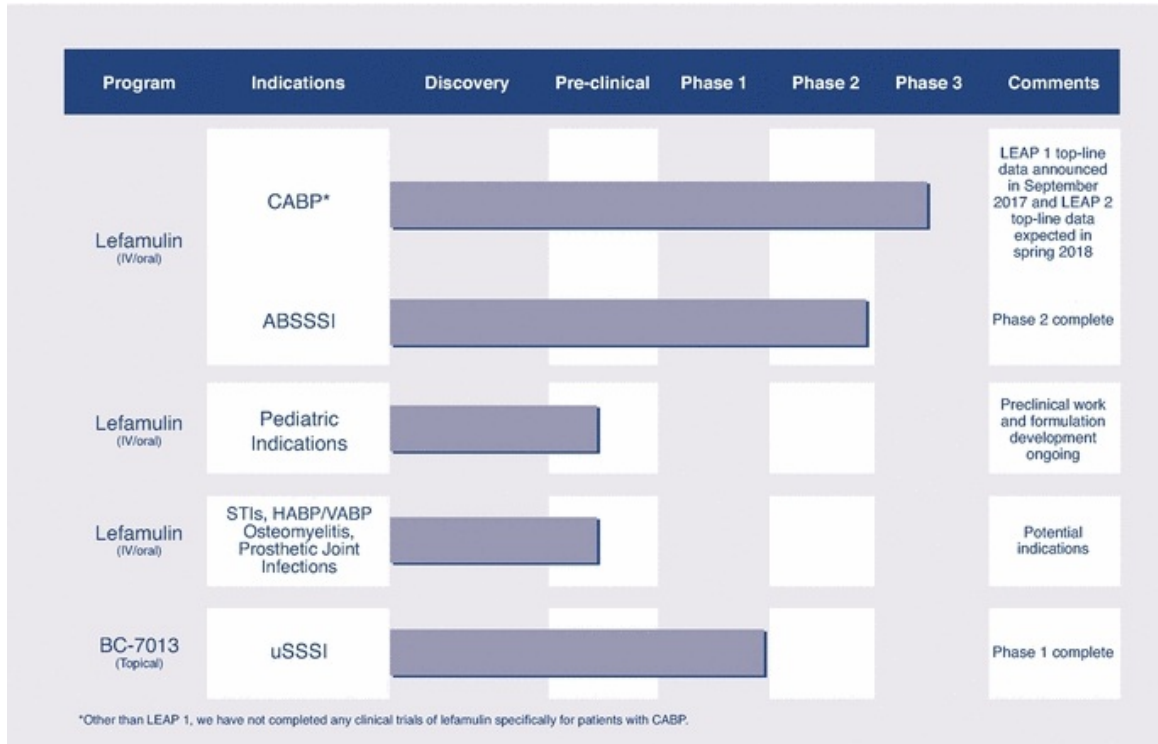 Program Indications Discovery Pre-clinical Phase 1 Phase 2 Phase 3 Comments
Lefamulin
(IV/oral)
CABP*
LEAP 1 top-line
data announced
in September
2017 and LEAP 2
top-line data
expected in
spring 2018
ABSSSI
Phase 2 complete
Lefamulin
(IV/oral)
Pediatric
Indications
Preclinical work
and formulation
development
ongoing
Lefamulin
(IV/oral)
STIs, HABP/VABP
Osteomyelitis,
Prosthetic Joint
Infections
Potential
indications
BC-7013
(Topical)
uSSSI
Phase 1 complete
*Other than LEAP 1, we have not completed any clinical trials of lefamulin specifically for patients with CABP.